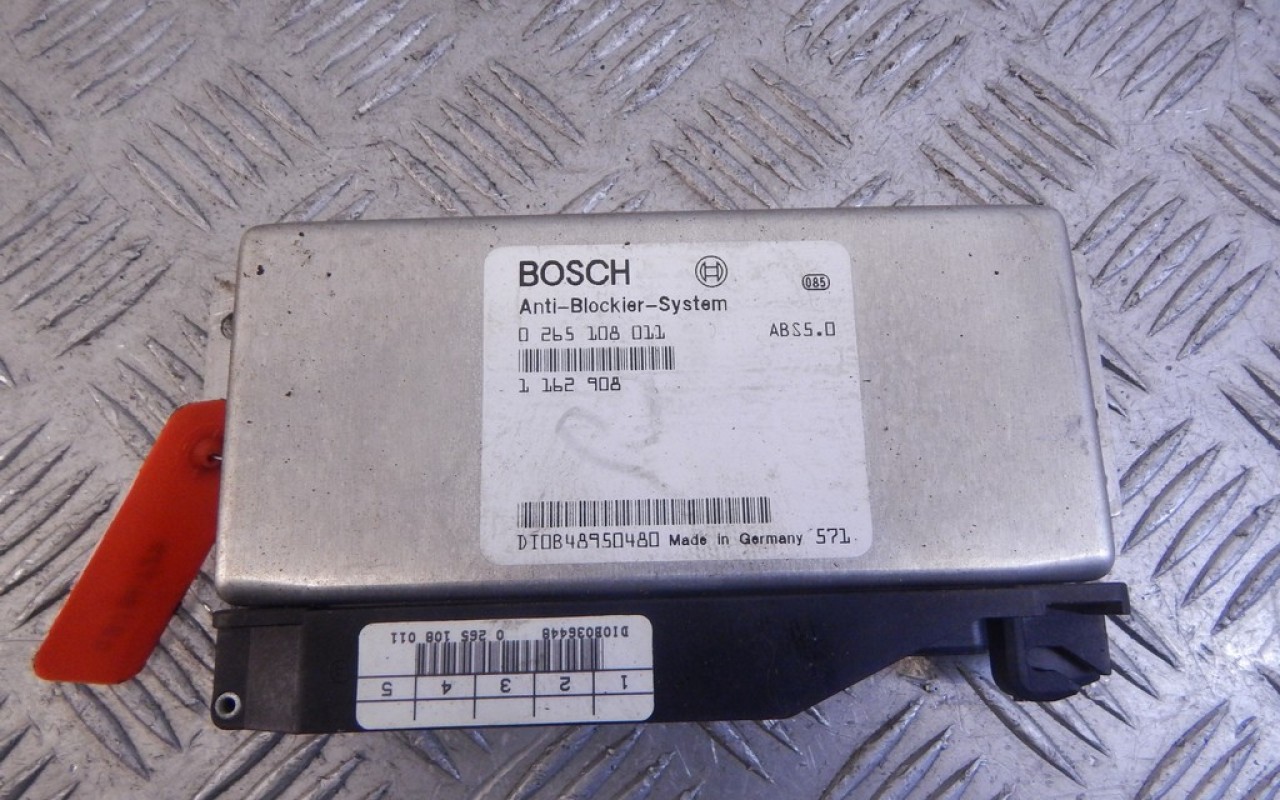 BOSCH
085
Anti-Blockier-System
0 265 108 011 ABS5.0
1 162 908
DI0B48950480 Made in Germany 571
DI0B036448 0 265 108 011
1 2 3 4 5